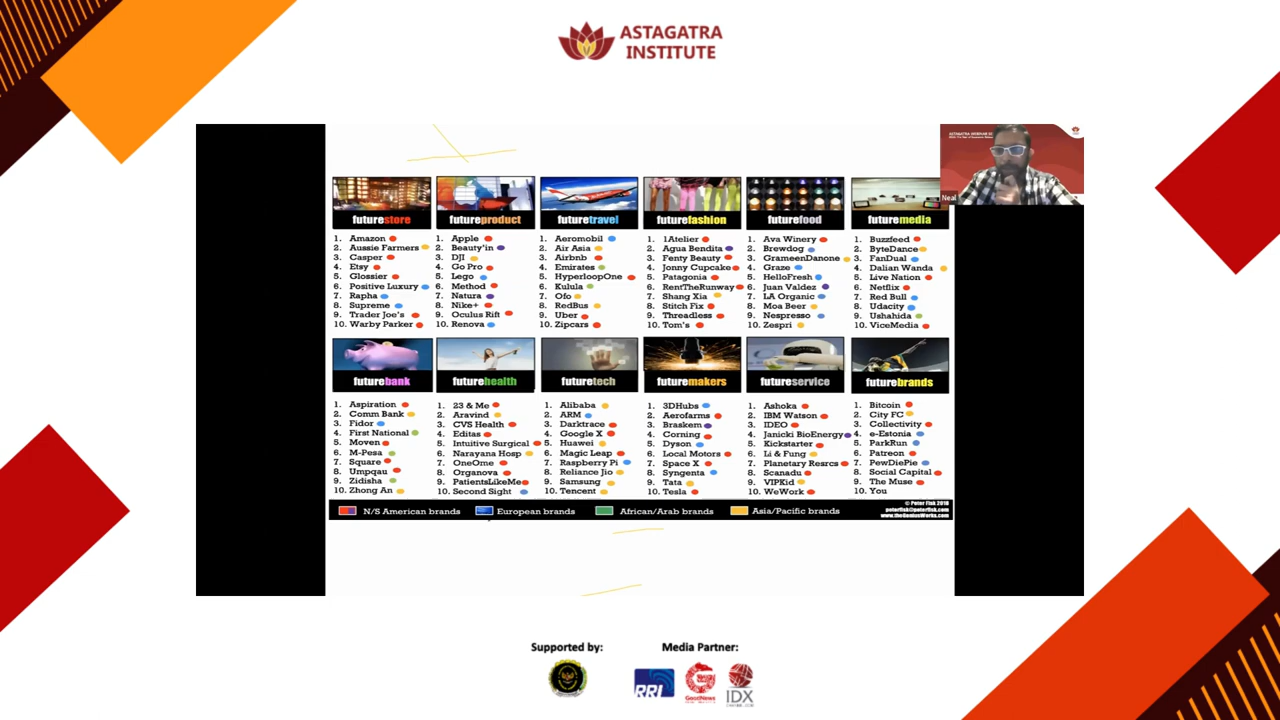 ASTAGATRA
INSTITUTE
Neal
futurestore
1. Amazon
2. Aussie Farmers
3. Casper
4. Etsy
5. Glossier
6. Positive Luxury
7. Rapha
8. Supreme
9. Trader Joe's
10. Warby Parker
futureproduct
1. Apple
2. Beauty'in
3. DJI
4. Go Pro
5. Lego
6. Method
7. Natura
8. Nike+
9. Oculus Rift
10. Renova
futuretravel
1. Aeromobil
2. Air Asia
3. Airbnb
4. Emirates
5. HyperloopOne
6. Kulula
7. Ofo
8. RedBus
9. Uber
10. Zipcars
futurefashion
1. 1Atelier
2. Agua Bendita
3. Fenty Beauty
4. Jonny Cupcake
5. Patagonia
6. RentTheRunway
7. Shang Xia
8. Stitch Fix
9. Threadless
10. Tom's
futurefood
1. Ava Winery
2. Brewdog
3. GrameenDanone
4. Graze
5. HelloFresh
6. Juan Valdez
7. LA Organic
8. Moa Beer
9. Nespresso
10. Zespri
futuremedia
1. Buzzfeed
2. ByteDance
3. FanDual
4. Dalian Wanda
5. Live Nation
6. Netflix
7. Red Bull
8. Udacity
9. Ushahida
10. ViceMedia
futurebank
1. Aspiration
2. Comm Bank
3. Fidor
4. First National
5. Moven
6. M-Pesa
7. Square
8. Umpqau
9. Zidisha
10. Zhong An
futurehealth
1. 23 & Me
2. Aravind
3. CVS Health
4. Editas
5. Intuitive Surgical
6. Narayana Hosp
7. OneOme
8. Organova
9. PatientsLikeMe
10. Second Sight
futuretech
1. Alibaba
2. ARM
3. Darktrace
4. Google X
5. Huawei
6. Magic Leap
7. Raspberry Pi
8. Reliance Jio
9. Samsung
10. Tencent
futuremakers
1. 3DHubs
2. Aerofarms
3. Braskem
4. Corning
5. Dyson
6. Local Motors
7. Space X
8. Syngenta
9. Tata
10. Tesla
futureservice
1. Ashoka
2. IBM Watson
3. IDEO
4. Janicki BioEnergy
5. Kickstarter
6. Li & Fung
7. Planetary Resrcs
8. Scanadu
9. VIPKid
10. WeWork
futurebrands
1. Bitcoin
2. City FC
3. Collectivity
4. e-Estonia
5. ParkRun
6. Patreon
7. PewDiePie
8. Social Capital
9. The Muse
10. You
N/S American brands
European brands
African/Arab brands
Asia/Pacific brands
© Peter Fisk 2018
peterfisk@peterfisk.com
www.theGeniusWorks.com
Supported by:
Media Partner:
RRI
GoodNews
IDX